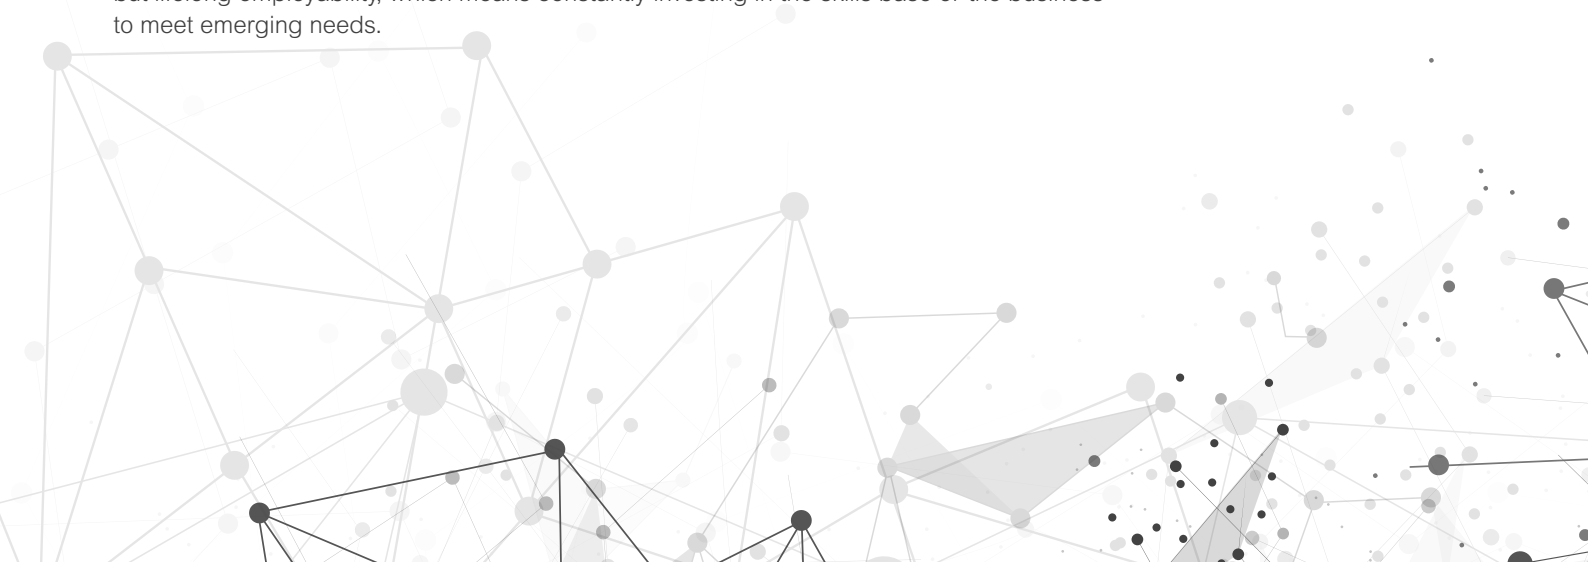 but lifelong employability, which means constantly investing in the skills base of the business
to meet emerging needs.